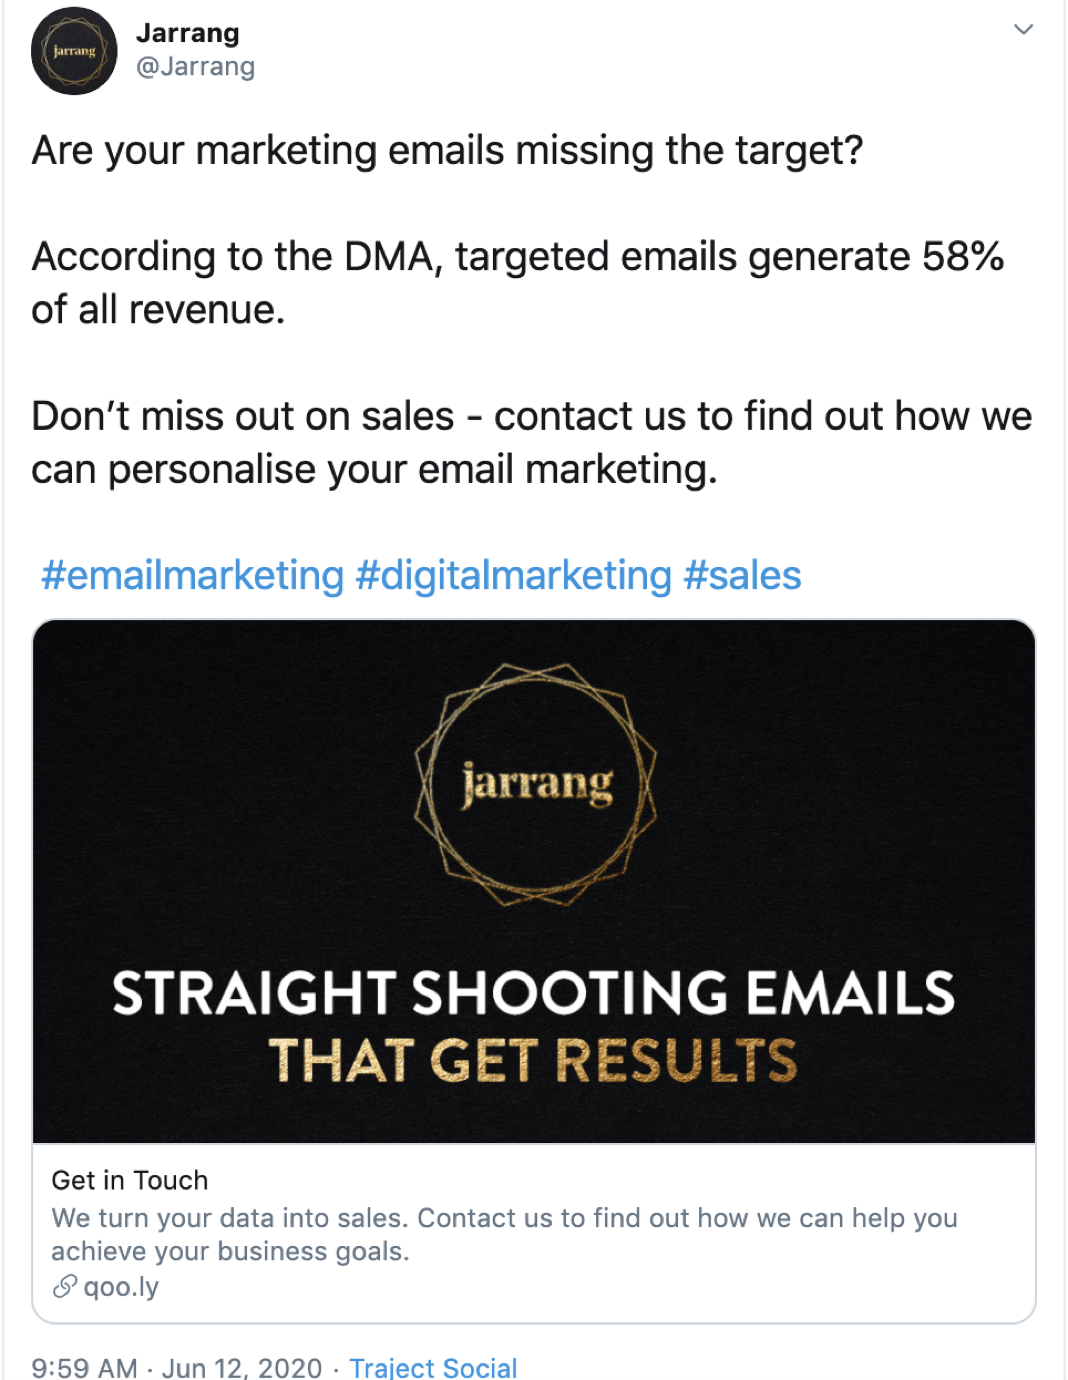 jarrang
Jarrang
@Jarrang
Are your marketing emails missing the target?
According to the DMA, targeted emails generate 58%
of all revenue.
Don’t miss out on sales - contact us to find out how we
can personalise your email marketing.
#emailmarketing #digitalmarketing #sales
jarrang
STRAIGHT SHOOTING EMAILS
THAT GET RESULTS
Get in Touch
We turn your data into sales. Contact us to find out how we can help you
achieve your business goals.
qoo.ly
9:59 AM · Jun 12, 2020 · Traject Social